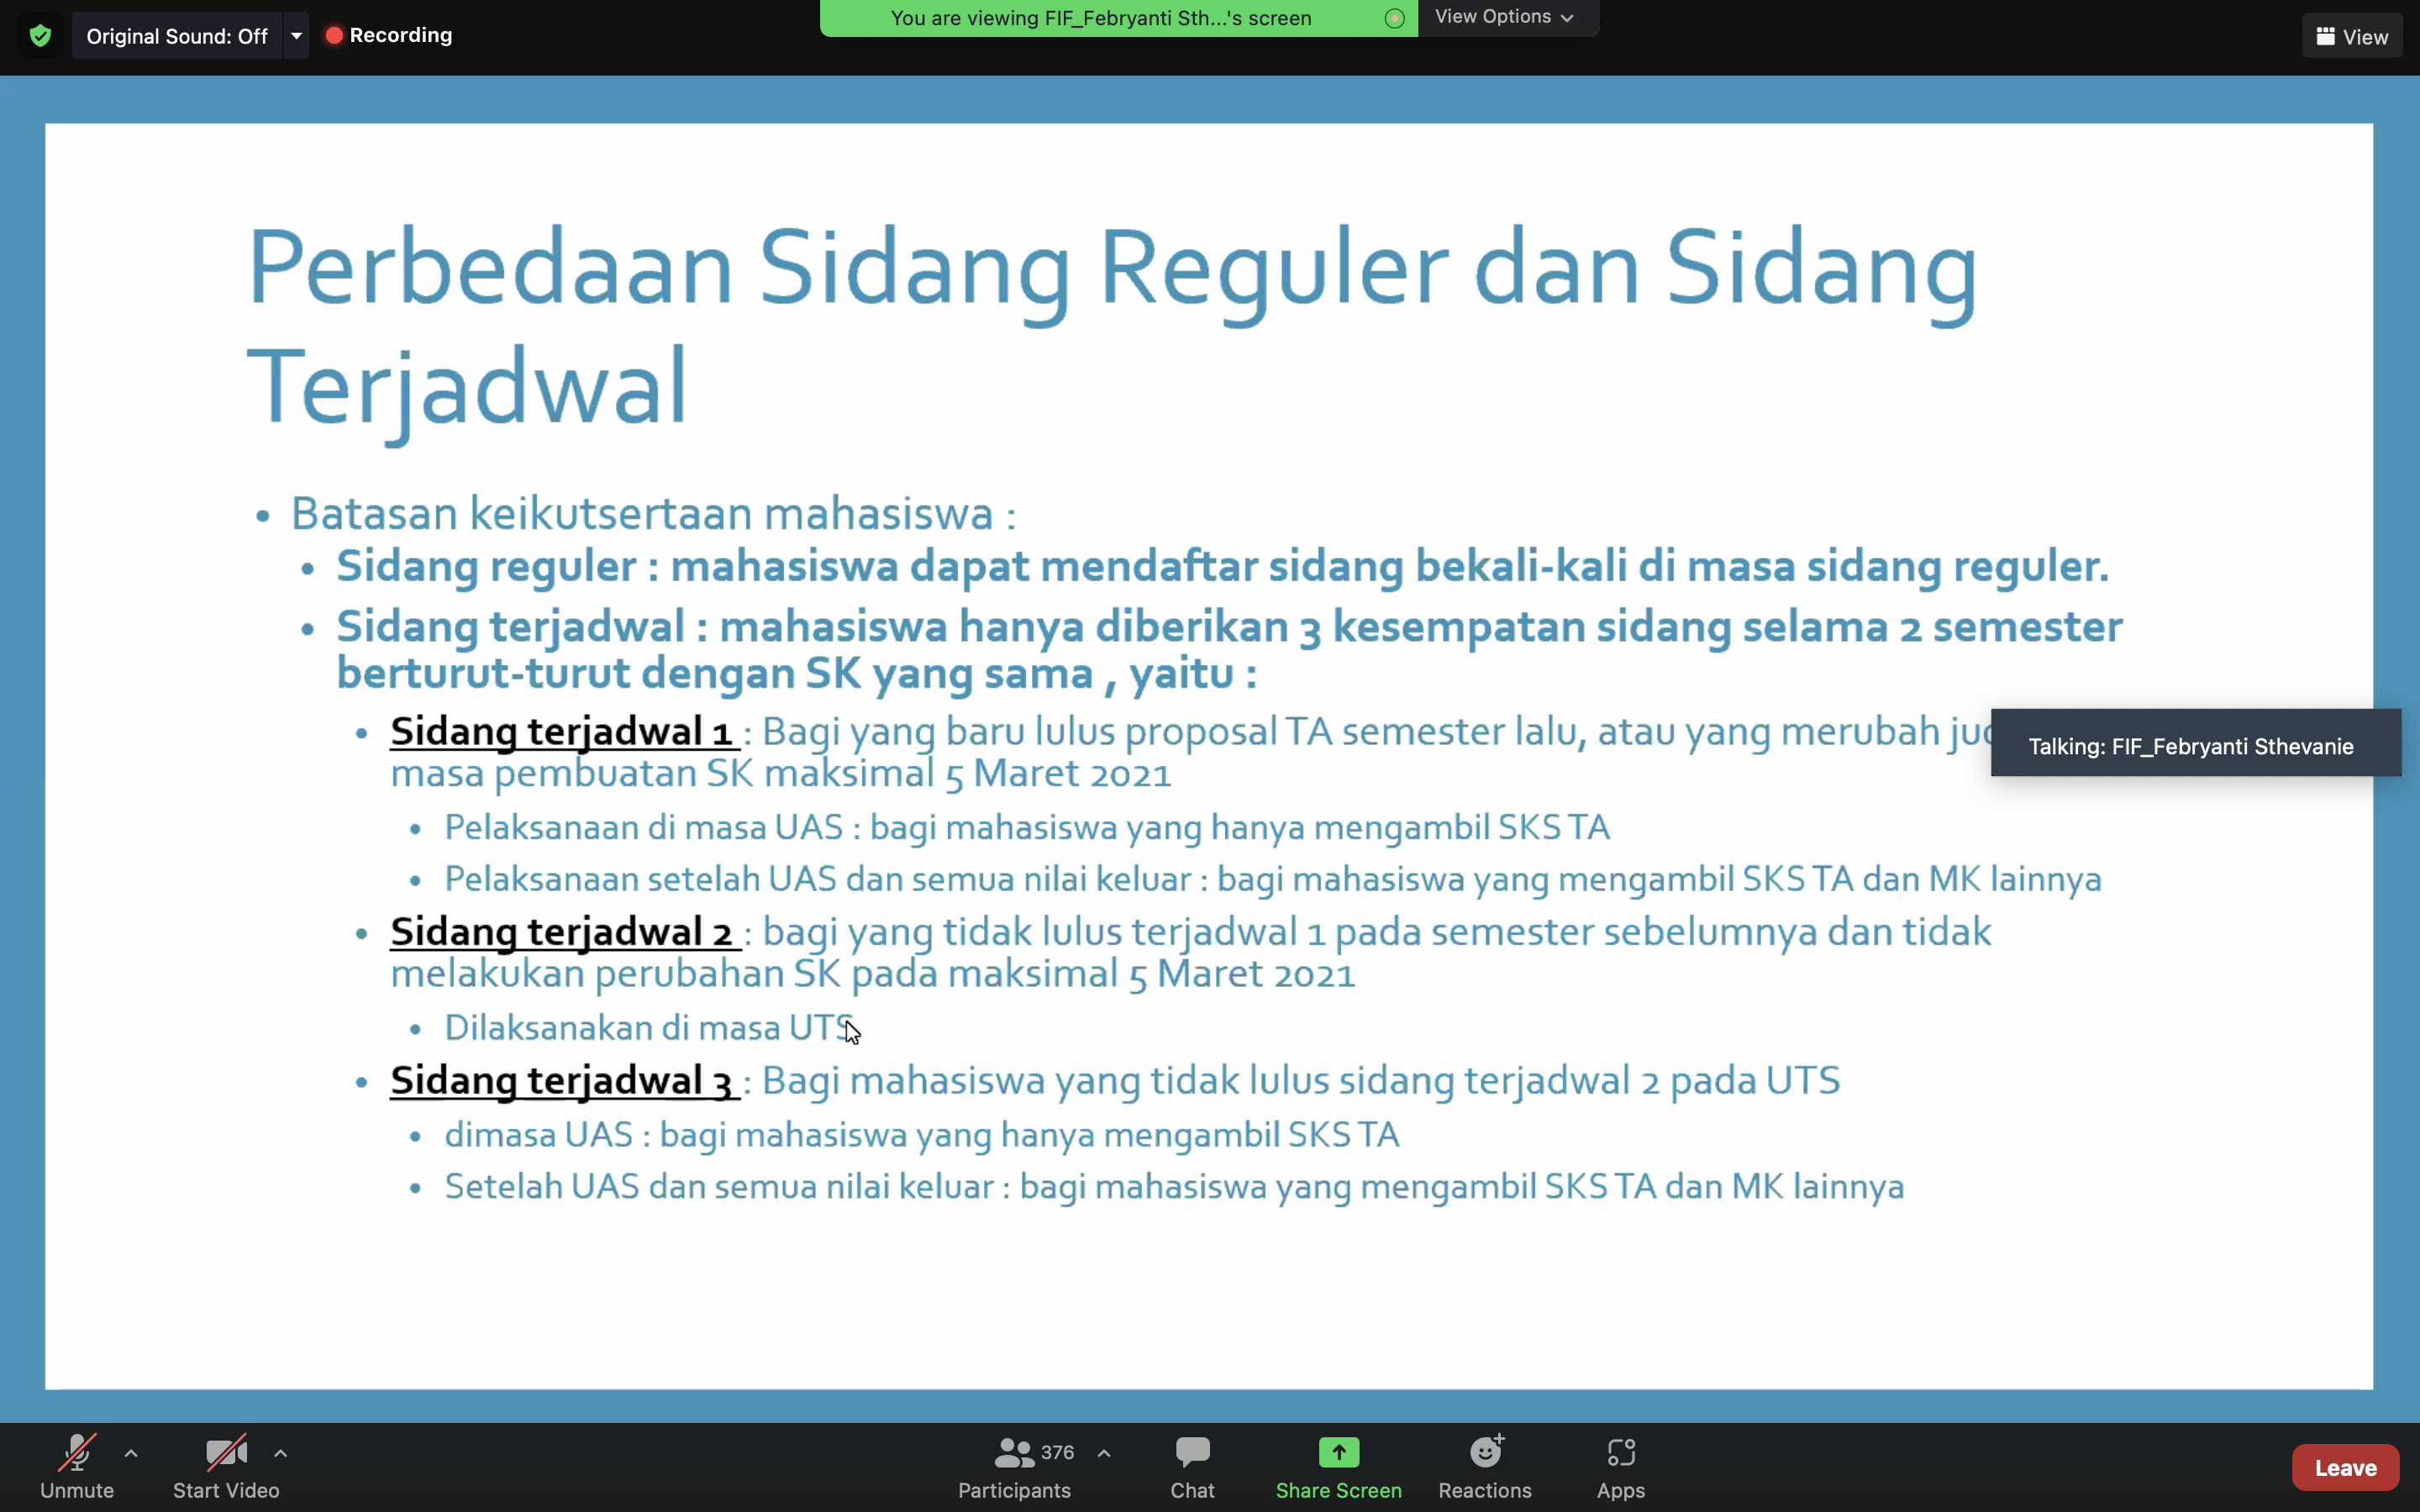 Original Sound: Off
Recording
You are viewing FIF_Febryanti Sth...'s screen
View Options
View
Perbedaan Sidang Reguler dan Sidang
Terjadwal
• Batasan keikutsertaan mahasiswa :
• Sidang reguler : mahasiswa dapat mendaftar sidang bekali-kali di masa sidang reguler.
• Sidang terjadwal : mahasiswa hanya diberikan 3 kesempatan sidang selama 2 semester
berturut-turut dengan SK yang sama , yaitu :
• Sidang terjadwal 1 : Bagi yang baru lulus proposal TA semester lalu, atau yang merubah
Talking: FIF_Febryanti Sthevanie
masa pembuatan SK maksimal 5 Maret 2021
• Pelaksanaan di masa UAS : bagi mahasiswa yang hanya mengambil SKS TA
• Pelaksanaan setelah UAS dan semua nilai keluar : bagi mahasiswa yang mengambil SKS TA dan MK lainnya
• Sidang terjadwal 2 : bagi yang tidak lulus terjadwal 1 pada semester sebelumnya dan tidak
melakukan perubahan SK pada maksimal 5 Maret 2021
• Dilaksanakan di masa UTS
• Sidang terjadwal 3 : Bagi mahasiswa yang tidak lulus sidang terjadwal 2 pada UTS
• dimasa UAS : bagi mahasiswa yang hanya mengambil SKS TA
• Setelah UAS dan semua nilai keluar : bagi mahasiswa yang mengambil SKS TA dan MK lainnya
376
Unmute
Start Video
Participants
Chat
Share Screen
Reactions
Apps
Leave